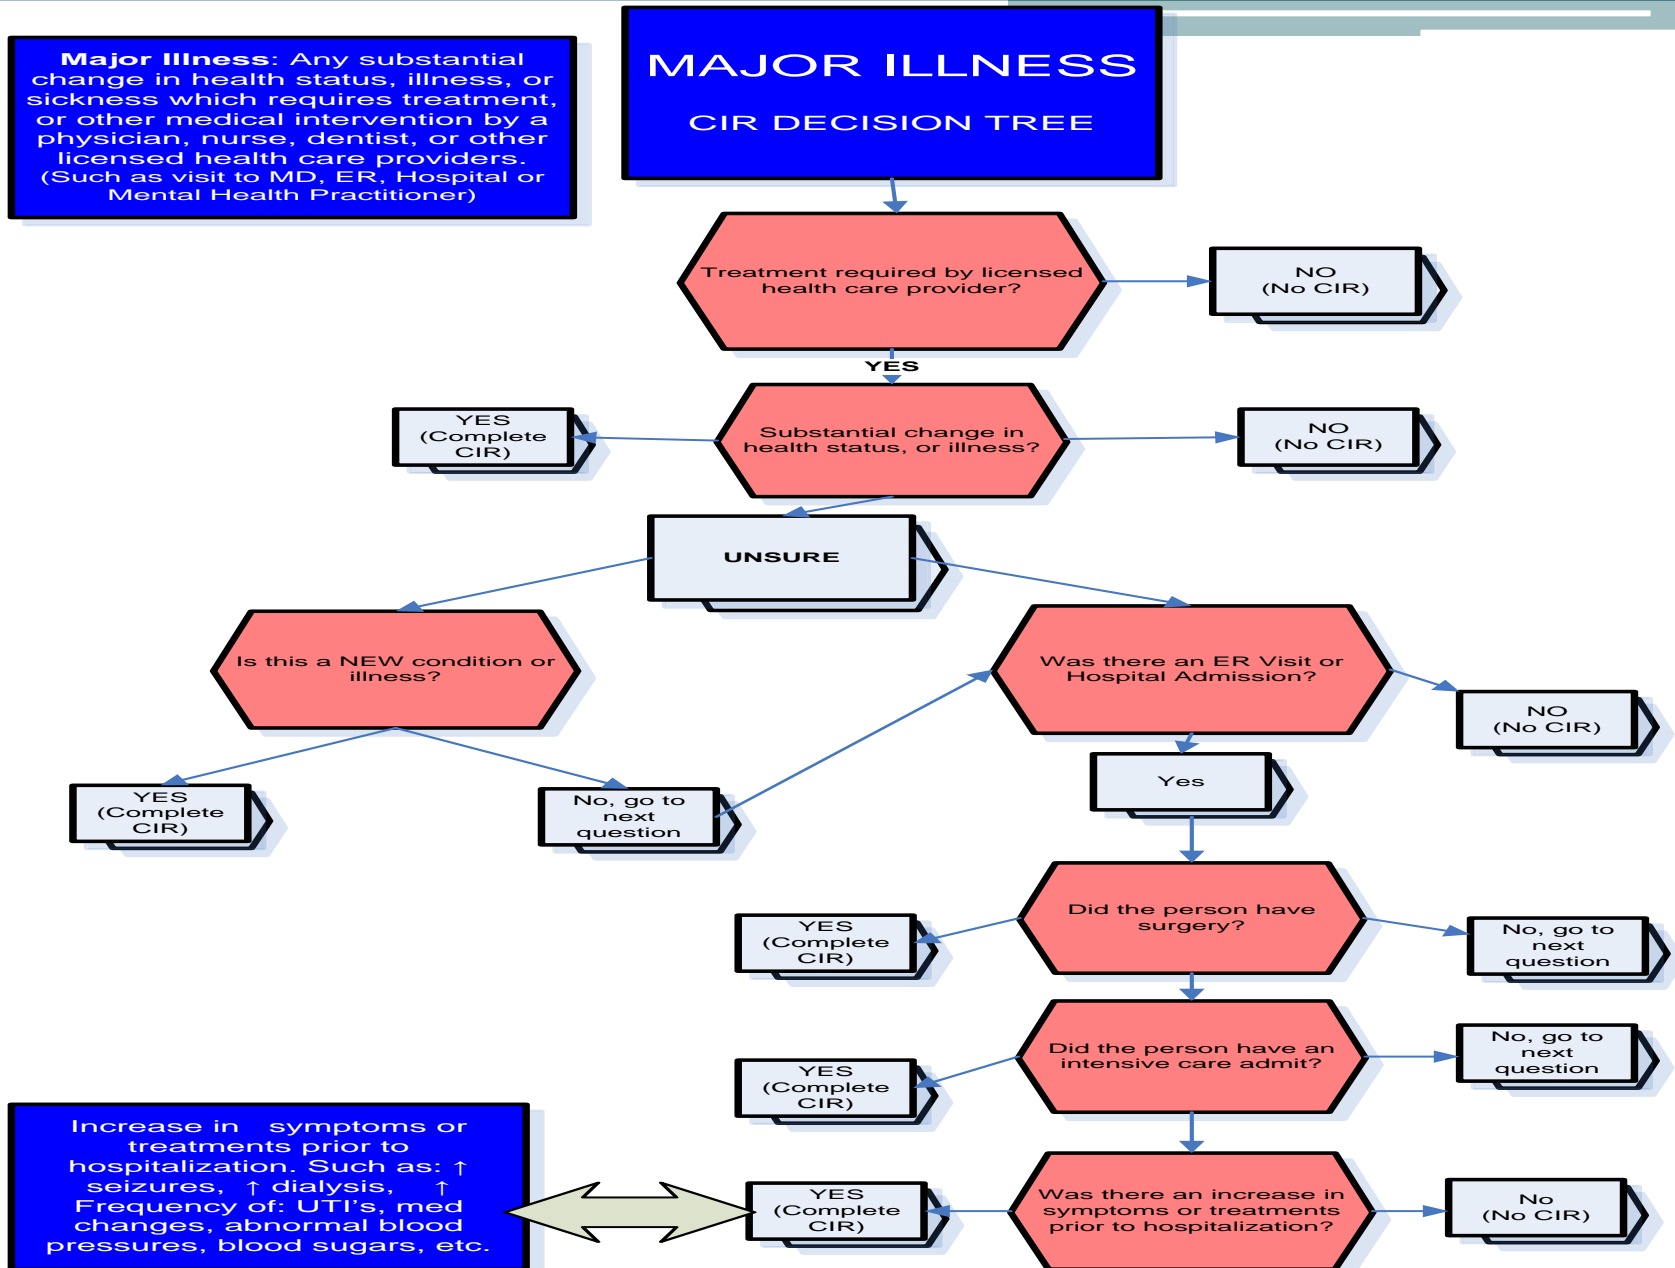 Major Illness: Any substantial
change in health status, illness, or
sickness which requires treatment,
or other medical intervention by a
physician, nurse, dentist, or other
licensed health care providers.
(Such as visit to MD, ER, Hospital or
Mental Health Practitioner)
MAJOR ILLNESS
CIR DECISION TREE
Treatment required by licensed
health care provider?
NO
(No CIR)
YES
YES
(Complete
CIR)
Substantial change in
health status, or illness?
NO
(No CIR)
UNSURE
Is this a NEW condition or
illness?
Was there an ER Visit or
Hospital Admission?
NO
(No CIR)
YES
(Complete
CIR)
No, go to
next
question
Yes
Did the person have
surgery?
YES
(Complete
CIR)
No, go to
next
question
Did the person have an
intensive care admit?
YES
(Complete
CIR)
No, go to
next
question
Was there an increase in
symptoms or treatments
prior to hospitalization?
YES
(Complete
CIR)
No
(No CIR)
Increase in symptoms or
treatments prior to
hospitalization. Such as: ↑
seizures, ↑ dialysis, ↑
Frequency of: UTI's, med
changes, abnormal blood
pressures, blood sugars, etc.